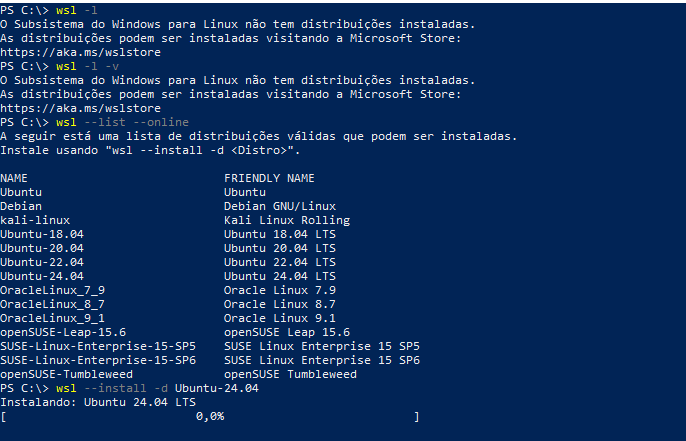 PS C:\> wsl -l
O Subsistema do Windows para Linux não tem distribuições instaladas.
As distribuições podem ser instaladas visitando a Microsoft Store:
https://aka.ms/wslstore
PS C:\> wsl -l -v
O Subsistema do Windows para Linux não tem distribuições instaladas.
As distribuições podem ser instaladas visitando a Microsoft Store:
https://aka.ms/wslstore
PS C:\> wsl --list --online
A seguir está uma lista de distribuições válidas que podem ser instaladas.
Instale usando "wsl --install -d <Distro>".
NAME FRIENDLY NAME
Ubuntu Ubuntu
Debian Debian GNU/Linux
kali-linux Kali Linux Rolling
Ubuntu-18.04 Ubuntu 18.04 LTS
Ubuntu-20.04 Ubuntu 20.04 LTS
Ubuntu-22.04 Ubuntu 22.04 LTS
Ubuntu-24.04 Ubuntu 24.04 LTS
OracleLinux_7_9 Oracle Linux 7.9
OracleLinux_8_7 Oracle Linux 8.7
OracleLinux_9_1 Oracle Linux 9.1
openSUSE-Leap-15.6 openSUSE Leap 15.6
SUSE-Linux-Enterprise-15-SP5 SUSE Linux Enterprise 15 SP5
SUSE-Linux-Enterprise-15-SP6 SUSE Linux Enterprise 15 SP6
openSUSE-Tumbleweed openSUSE Tumbleweed
PS C:\> wsl --install -d Ubuntu-24.04
Instalando: Ubuntu 24.04 LTS
[ 0,0% ]